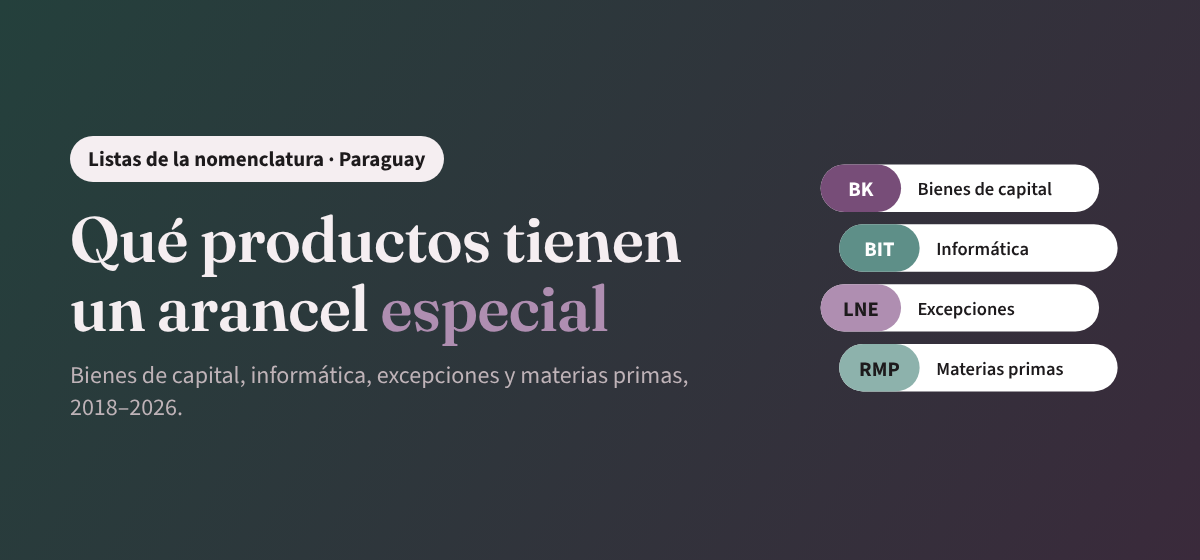 Listas de la nomenclatura · Paraguay
Qué productos tienen
un arancel especial
Bienes de capital, informática, excepciones y materias primas,
2018–2026.
BK Bienes de capital
BIT Informática
LNE Excepciones
RMP Materias primas